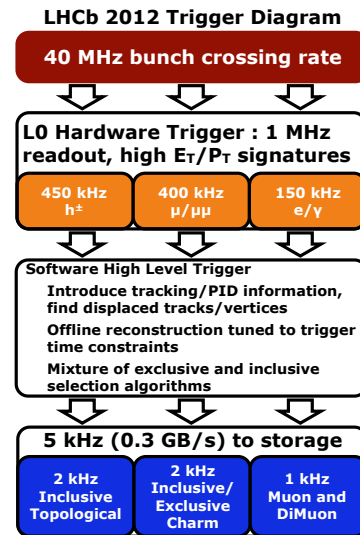 LHCb 2012 Trigger Diagram
40 MHz bunch crossing rate
L0 Hardware Trigger : 1 MHz
readout, high ET/PT signatures
450 kHz
h±
400 kHz
μ/μμ
150 kHz
e/γ
Software High Level Trigger
Introduce tracking/PID information,
find displaced tracks/vertices
Offline reconstruction tuned to trigger
time constraints
Mixture of exclusive and inclusive
selection algorithms
5 kHz (0.3 GB/s) to storage
2 kHz
Inclusive
Topological
2 kHz
Inclusive/
Exclusive
Charm
1 kHz
Muon and
DiMuon